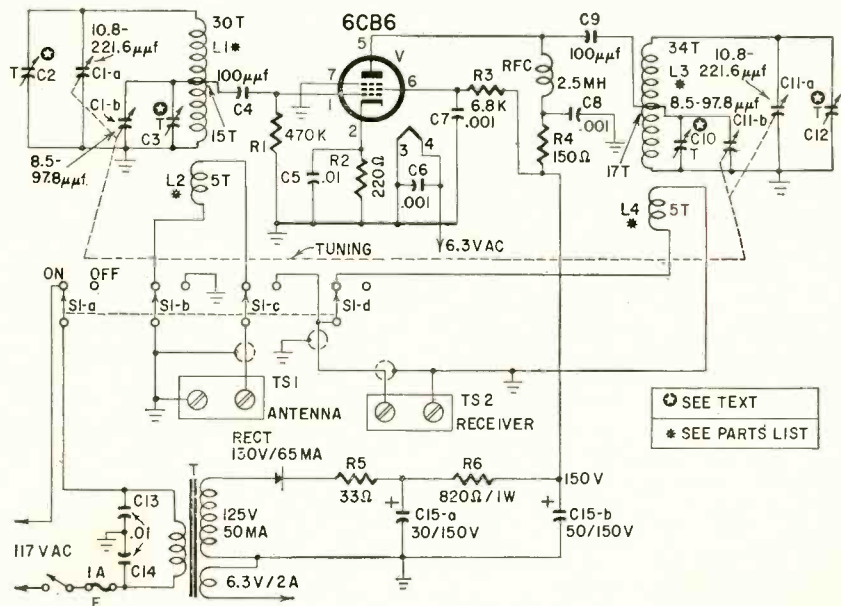 6CB6
30T
L1✱
10.8-
221.6μμf
✪
T C2
C1-a
C1-b
8.5-
97.8μμf.
✪
T
C3
15T
100μμf
C4
R1
470K
7
1
5
V
6
2
C5 .01
R2
220Ω
3 4
C6
.001
6.3VAC
R3
6.8K
C7
.001
RFC
2.5MH
C8
.001
R4
150Ω
C9
100μμf
34T
L3
✱
10.8-
221.6μμf
C11-a
8.5-97.8μμf
C11-b
✪
C10
T
17T
✪
T
C12
L2
✱
5T
L4
✱
5T
TUNING
ON OFF
S1-a
S1-b
S1-c
S1-d
TS1
ANTENNA
TS2
RECEIVER
✪ SEE TEXT
✱ SEE PARTS LIST
RECT
130V/65MA
R5
33Ω
R6
820Ω/1W
150V
+
C15-a
30/150V
+
C15-b
50/150V
T
125V
50MA
6.3V/2A
C13
.01
C14
117VAC
1A
F